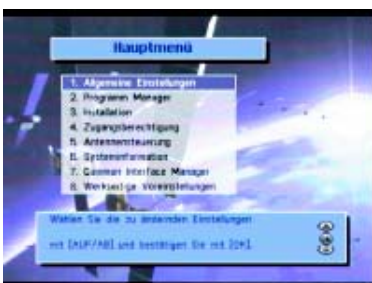 Hauptmenü
1. Allgemeine Einstellungen
2. Programm Manager
3. Installation
4. Zugangsberechtigung
5. Antennensteuerung
6. Systeminformation
7. Common Interface Manager
8. Werkseitige Voreinstellungen
Wählen Sie die zu ändernden Einstellungen
mit [AUF/AB] und bestätigen Sie mit [OK].